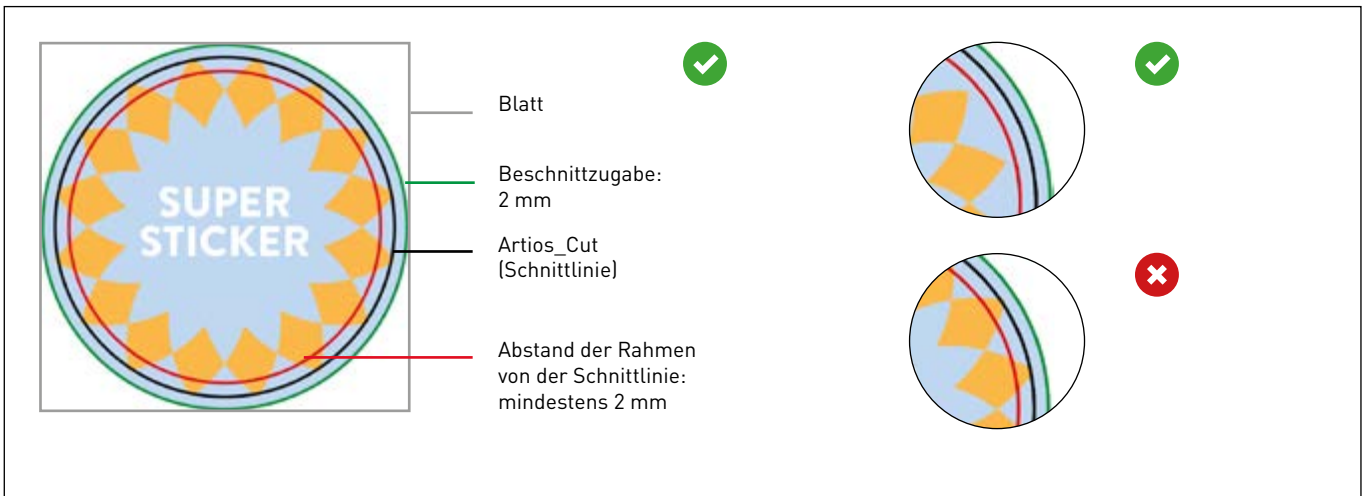 SUPER
STICKER
Blatt
Beschnittzugabe:
2 mm
Artios_Cut
(Schnittlinie)
Abstand der Rahmen
von der Schnittlinie:
mindestens 2 mm